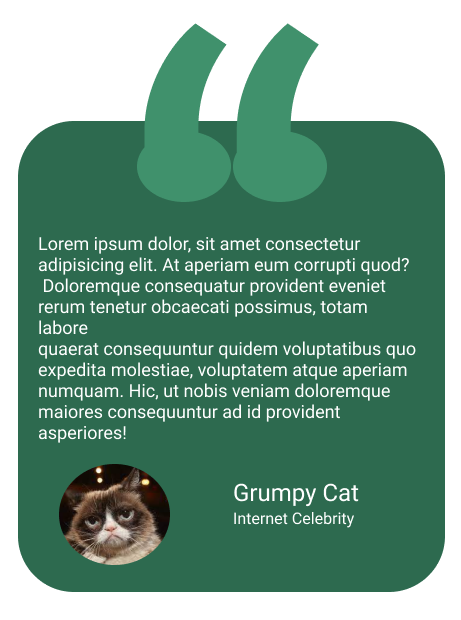 Lorem ipsum dolor, sit amet consectetur
adipisicing elit. At aperiam eum corrupti quod?
Doloremque consequatur provident eveniet
rerum tenetur obcaecati possimus, totam
labore
quaerat consequuntur quidem voluptatibus quo
expedita molestiae, voluptatem atque aperiam
numquam. Hic, ut nobis veniam doloremque
maiores consequuntur ad id provident
asperiores!
Grumpy Cat
Internet Celebrity